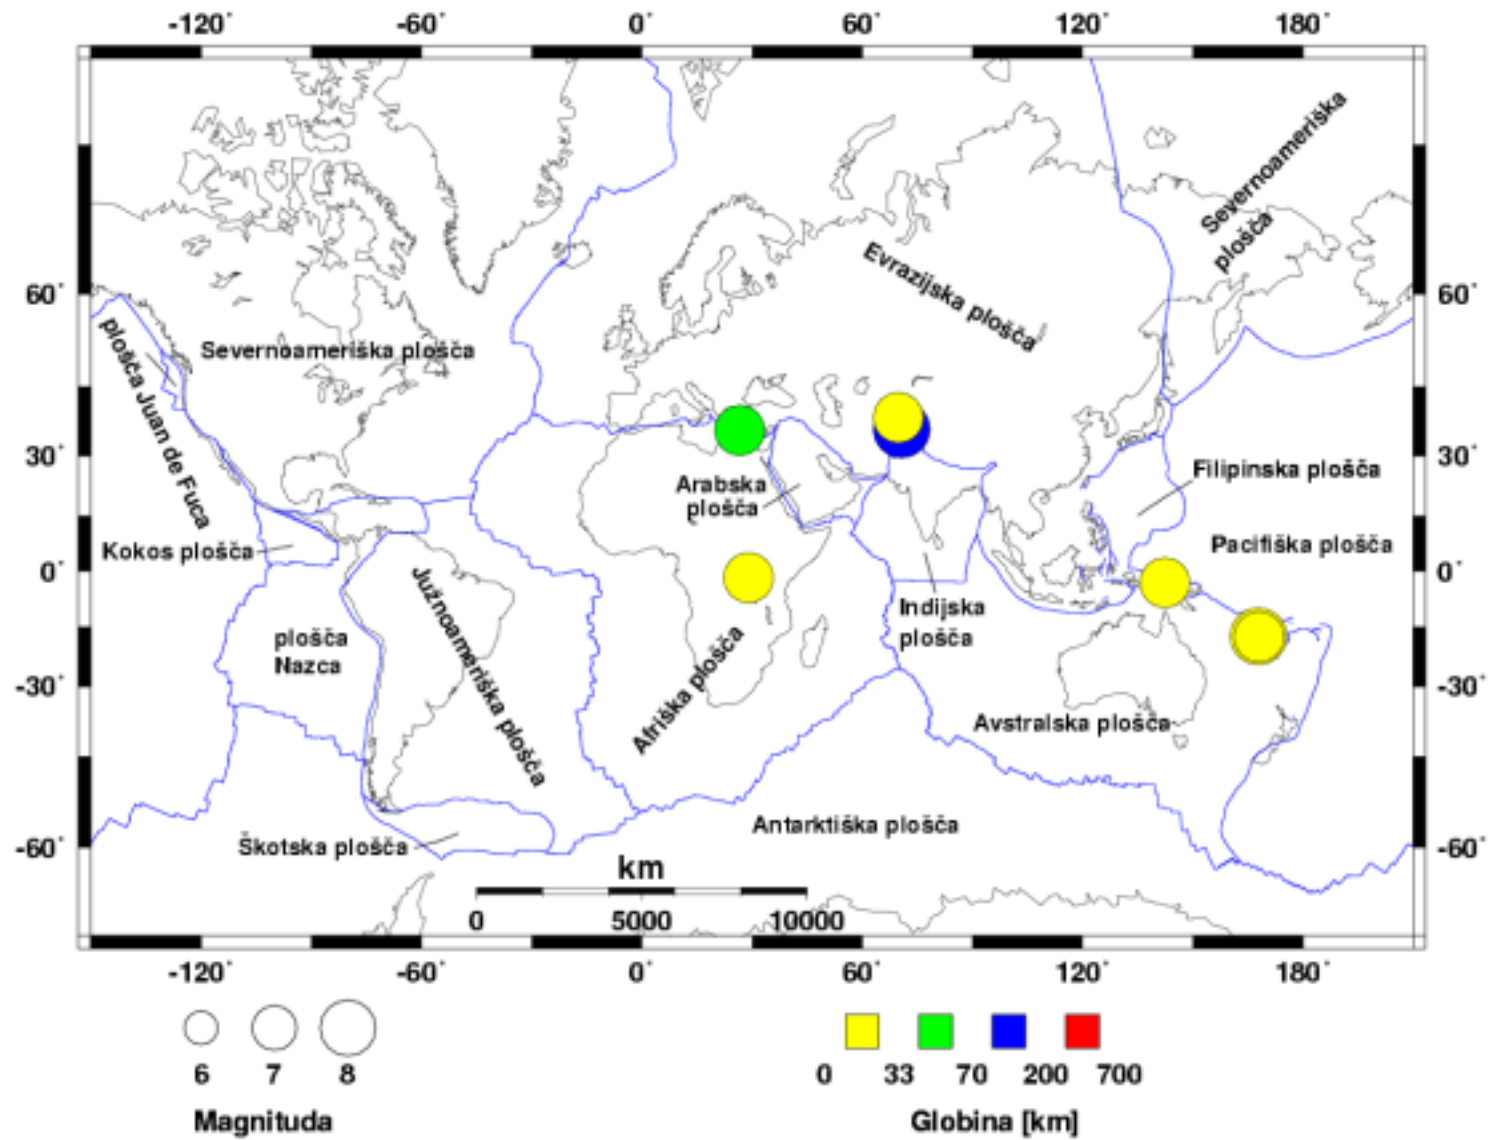 -120° -60° 0° 60° 120° 180°
Severnoameriška
plošča
Evrazijska plošča
60° 60°
plošča Juan de Fuca
Severnoameriška plošča
30° 30°
Filipinska plošča
Arabska
plošča
Pacifiška plošča
Kokos plošča
0° 0°
Južnoameriška plošča
Indijska
plošča
plošča
Nazca
Afriška plošča
-30° -30°
Avstralska plošča
Antarktiška plošča
Škotska plošča
-60° -60°
km
0 5000 10000
-120° -60° 0° 60° 120° 180°
6 7 8
0 33 70 200 700
Magnituda
Globina [km]